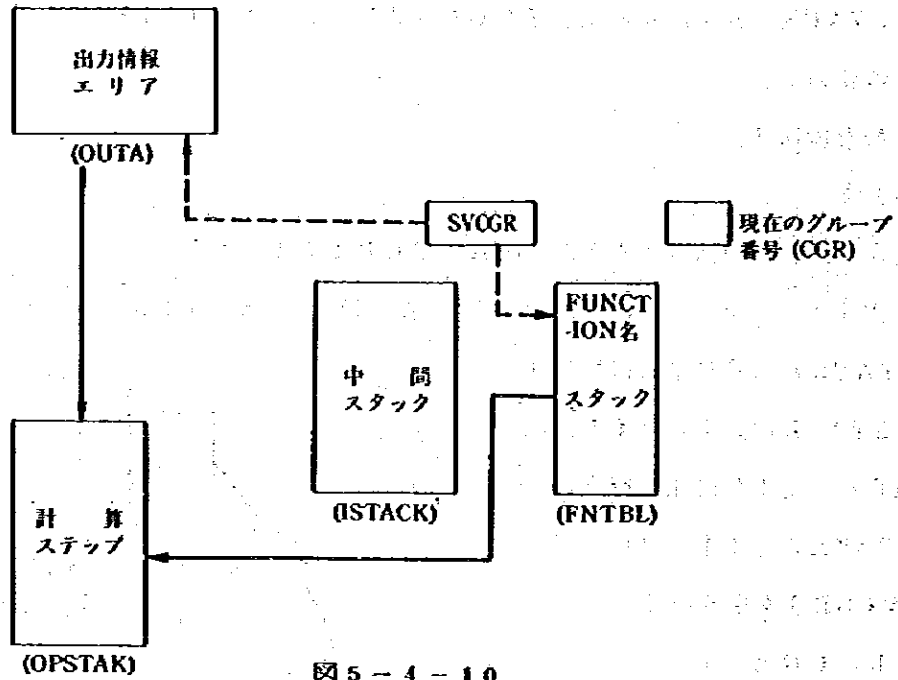 出力情報
エリア
(OUTA)
SVCGR
現在のグループ
番号 (CGR)
FUNCT
-ION名
スタック
(FNTBL)
中 間
スタック
(ISTACK)
計 算
ステップ
(OPSTAK)
図5-4-10